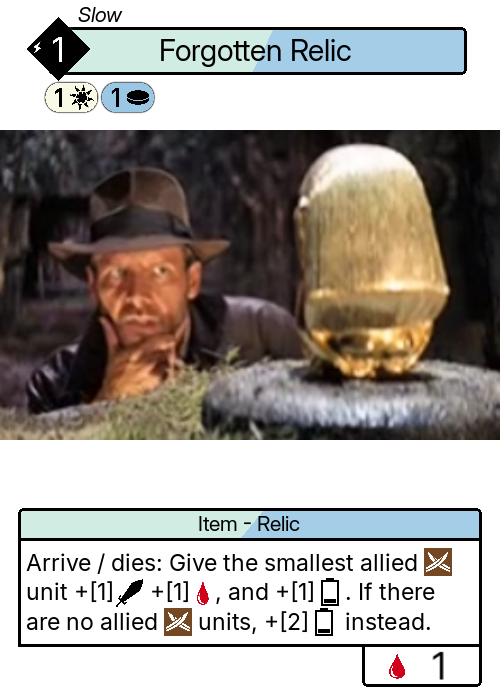 Slow
1
Forgotten Relic
1 1
Item - Relic
Arrive / dies: Give the smallest allied
unit +[1] +[1] , and +[1] . If there
are no allied units, +[2] instead.
1